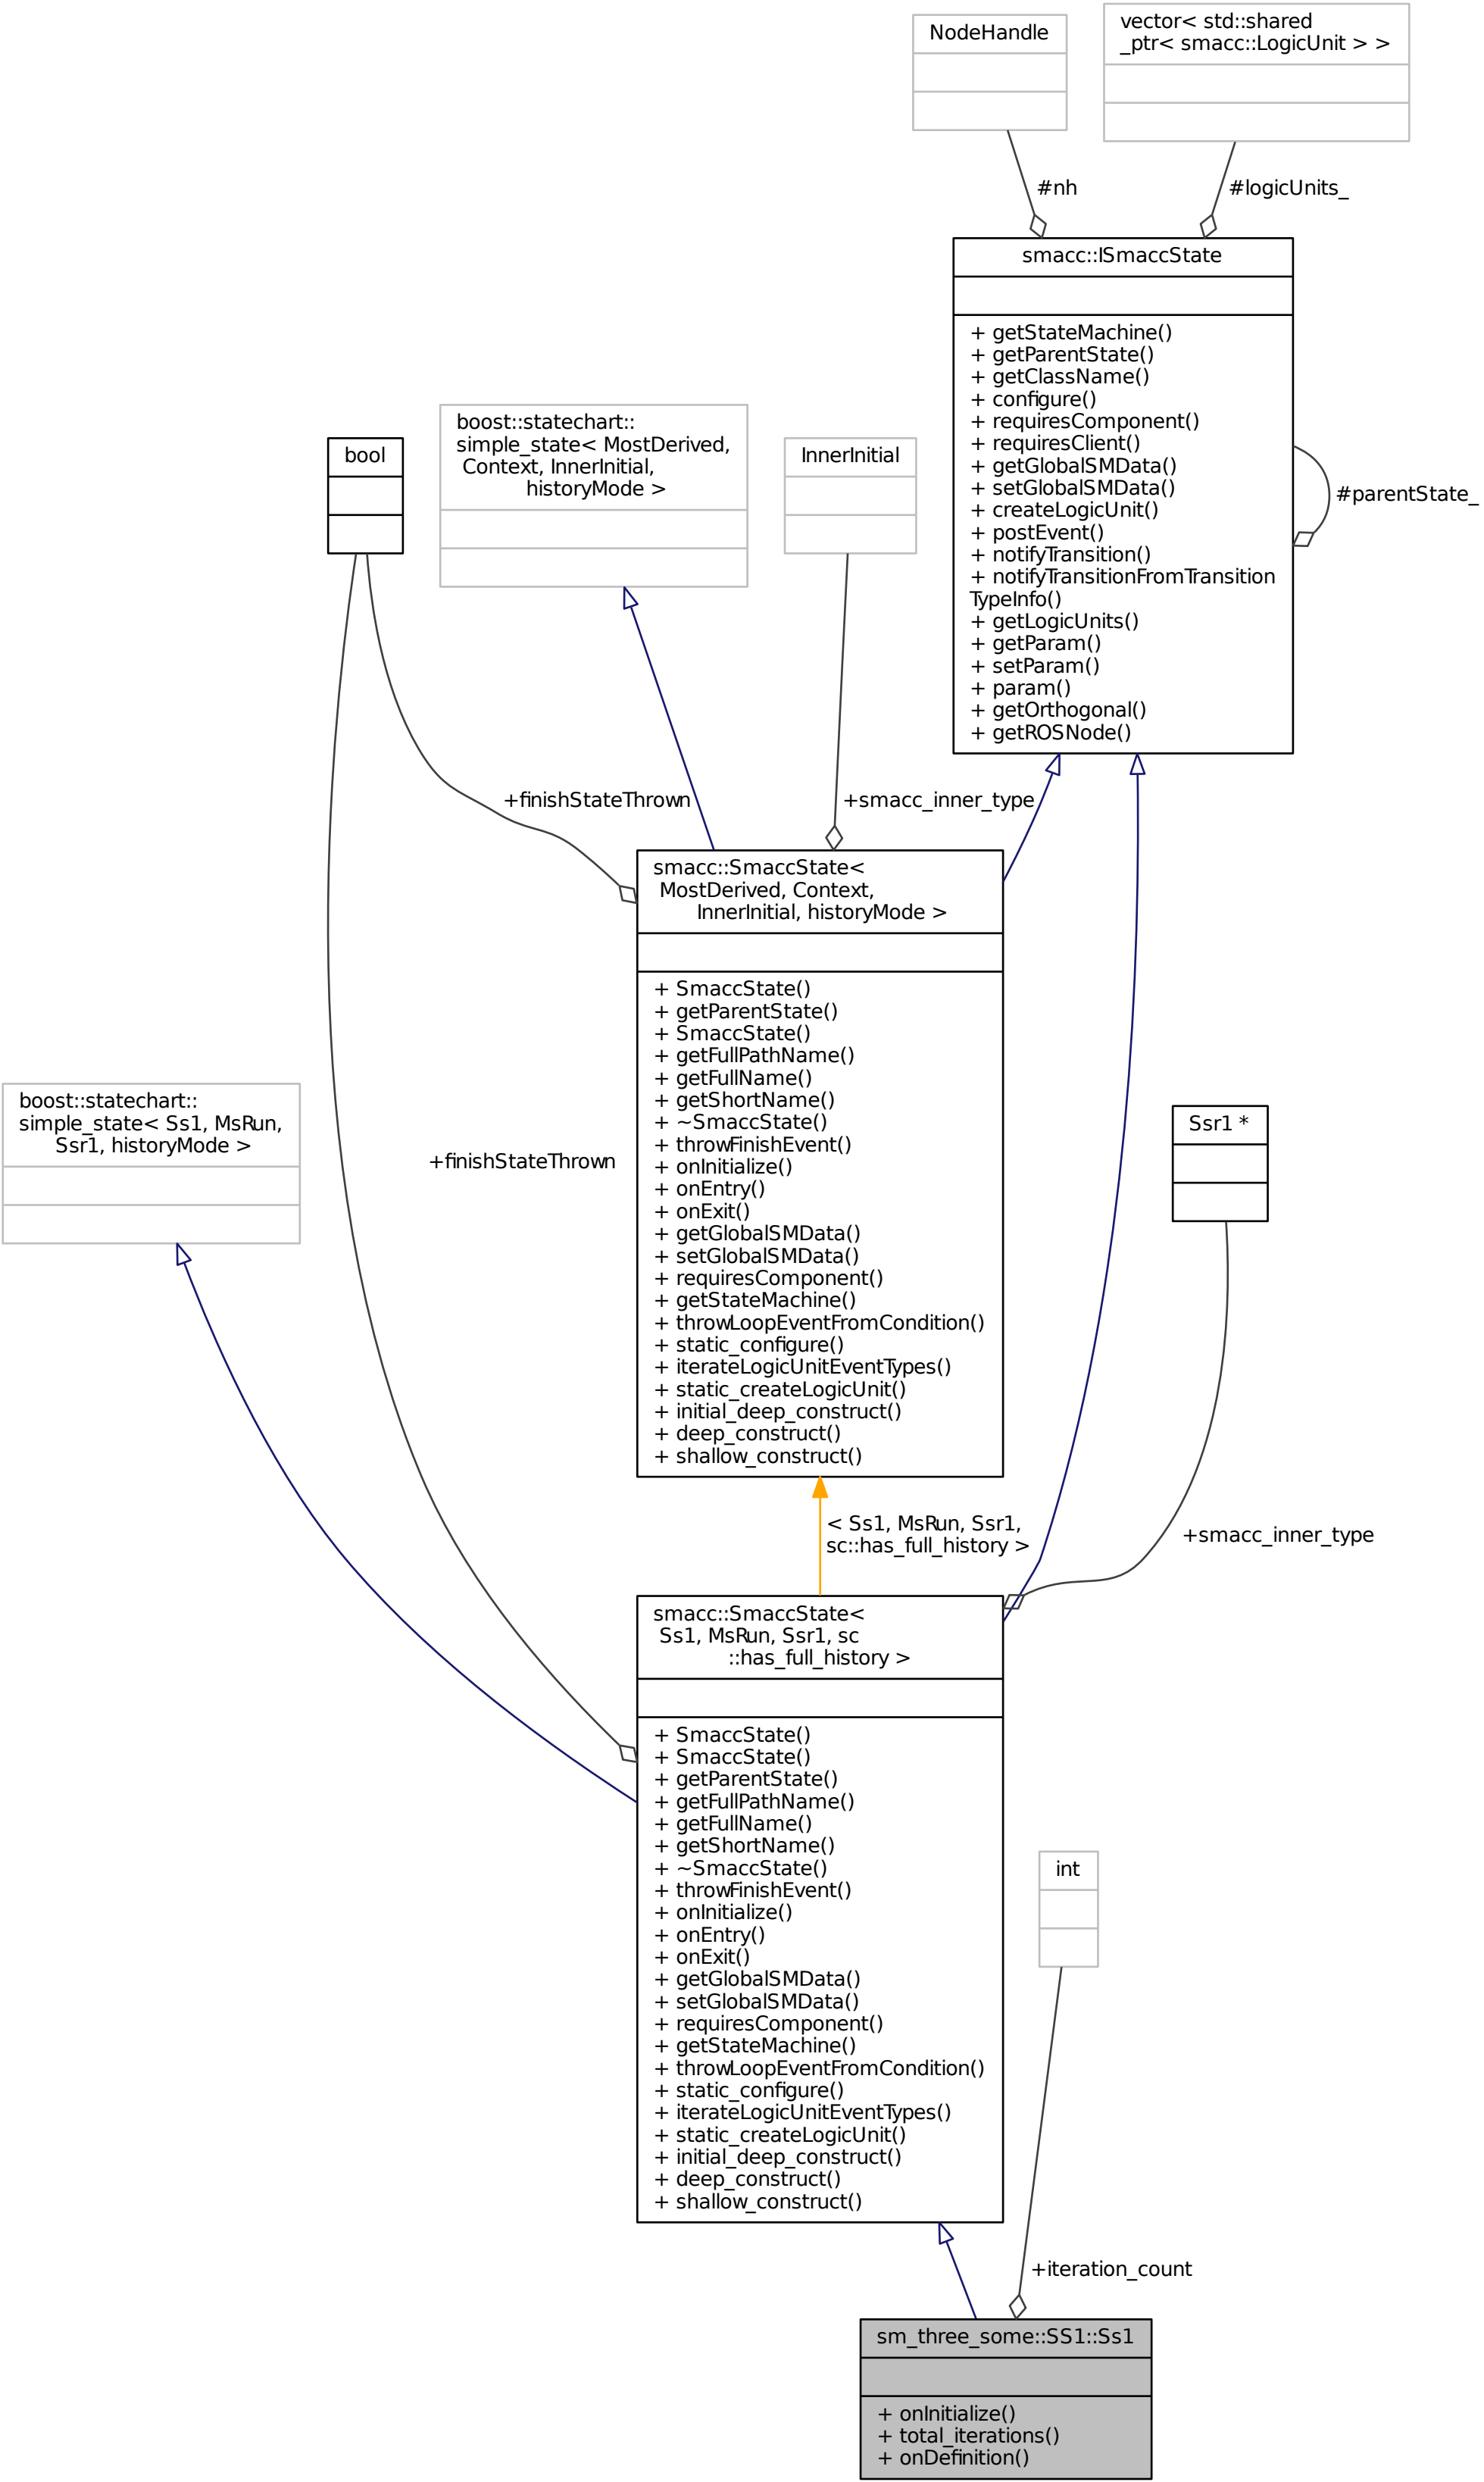 NodeHandle
vector< std::shared
_ptr< smacc::LogicUnit > >
#nh
#logicUnits_
smacc::ISmaccState
+ getStateMachine()
+ getParentState()
+ getClassName()
+ configure()
+ requiresComponent()
+ requiresClient()
+ getGlobalSMData()
+ setGlobalSMData()
+ createLogicUnit()
+ postEvent()
+ notifyTransition()
+ notifyTransitionFromTransition
TypeInfo()
+ getLogicUnits()
+ getParam()
+ setParam()
+ param()
+ getOrthogonal()
+ getROSNode()
#parentState_
bool
boost::statechart::
simple_state< MostDerived,
Context, InnerInitial,
historyMode >
InnerInitial
+finishStateThrown
+smacc_inner_type
smacc::SmaccState<
MostDerived, Context,
InnerInitial, historyMode >
+ SmaccState()
+ getParentState()
+ SmaccState()
+ getFullPathName()
+ getFullName()
+ getShortName()
+ ~SmaccState()
+ throwFinishEvent()
+ onInitialize()
+ onEntry()
+ onExit()
+ getGlobalSMData()
+ setGlobalSMData()
+ requiresComponent()
+ getStateMachine()
+ throwLoopEventFromCondition()
+ static_configure()
+ iterateLogicUnitEventTypes()
+ static_createLogicUnit()
+ initial_deep_construct()
+ deep_construct()
+ shallow_construct()
boost::statechart::
simple_state< Ss1, MsRun,
Ssr1, historyMode >
+finishStateThrown
Ssr1 *
< Ss1, MsRun, Ssr1,
sc::has_full_history >
+smacc_inner_type
smacc::SmaccState<
Ss1, MsRun, Ssr1, sc
::has_full_history >
+ SmaccState()
+ SmaccState()
+ getParentState()
+ getFullPathName()
+ getFullName()
+ getShortName()
+ ~SmaccState()
+ throwFinishEvent()
+ onInitialize()
+ onEntry()
+ onExit()
+ getGlobalSMData()
+ setGlobalSMData()
+ requiresComponent()
+ getStateMachine()
+ throwLoopEventFromCondition()
+ static_configure()
+ iterateLogicUnitEventTypes()
+ static_createLogicUnit()
+ initial_deep_construct()
+ deep_construct()
+ shallow_construct()
int
+iteration_count
sm_three_some::SS1::Ss1
+ onInitialize()
+ total_iterations()
+ onDefinition()